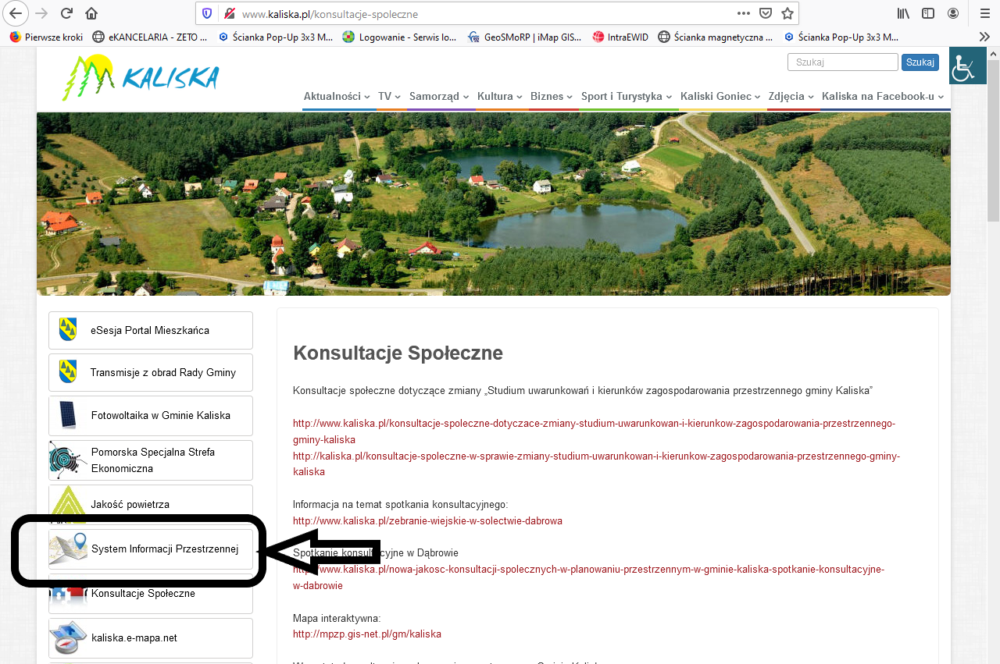 www.kaliska.pl/konsultacje-spoleczne
Pierwsze kroki eKANCELARIA - ZETO ... Ścianka Pop-Up 3x3 M... Logowanie - Serwis lo... GeoSMoRP | iMap GIS... IntraEWID Ścianka magnetyczna ... Ścianka Pop-Up 3x3 M...
KALISKA
Szukaj Szukaj
Aktualności TV Samorząd Kultura Biznes Sport i Turystyka Kaliski Goniec Zdjęcia Kaliska na Facebook-u
eSesja Portal Mieszkańca
Transmisje z obrad Rady Gminy
Fotowoltaika w Gminie Kaliska
Pomorska Specjalna Strefa
Ekonomiczna
Jakość powietrza
System Informacji Przestrzennej
Konsultacje Społeczne
kaliska.e-mapa.net
Konsultacje Społeczne
Konsultacje społeczne dotyczące zmiany „Studium uwarunkowań i kierunków zagospodarowania przestrzennego gminy Kaliska”
http://www.kaliska.pl/konsultacje-spoleczne-dotyczace-zmiany-studium-uwarunkowan-i-kierunkow-zagospodarowania-przestrzennego-
gminy-kaliska
http://kaliska.pl/konsultacje-spoleczne-w-sprawie-zmiany-studium-uwarunkowan-i-kierunkow-zagospodarowania-przestrzennego-gminy-
kaliska
Informacja na temat spotkania konsultacyjnego:
http://www.kaliska.pl/zebranie-wiejskie-w-solectwie-dabrowa
Spotkanie konsultacyjne w Dąbrowie
http://www.kaliska.pl/nowa-jakosc-konsultacji-spolecznych-w-planowaniu-przestrzennym-w-gminie-kaliska-spotkanie-konsultacyjne-
w-dabrowie
Mapa interaktywna:
http://mpzp.gis-net.pl/gm/kaliska